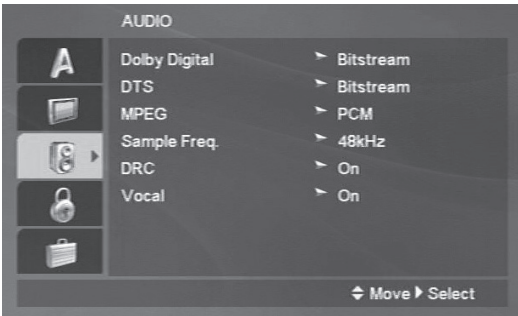 AUDIO
A
Dolby Digital Bitstream
DTS Bitstream
MPEG PCM
Sample Freq. 48kHz
DRC On
Vocal On
Move Select